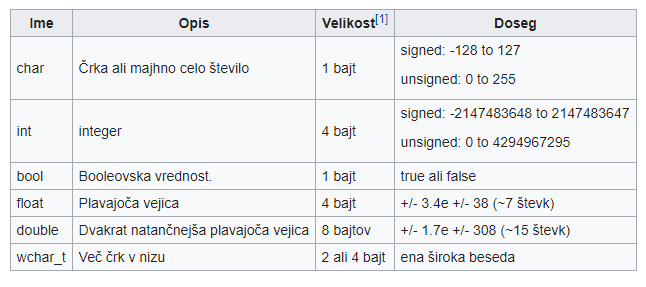 Ime Opis Velikost[1] Doseg
char Črka ali majhno celo število 1 bajt signed: -128 to 127
unsigned: 0 to 255
int integer 4 bajt signed: -2147483648 to 2147483647
unsigned: 0 to 4294967295
bool Booleovska vrednost. 1 bajt true ali false
float Plavajoča vejica 4 bajt +/- 3.4e +/- 38 (~7 števk)
double Dvakrat natančnejša plavajoča vejica 8 bajtov +/- 1.7e +/- 308 (~15 števk)
wchar_t Več črk v nizu 2 ali 4 bajt ena široka beseda